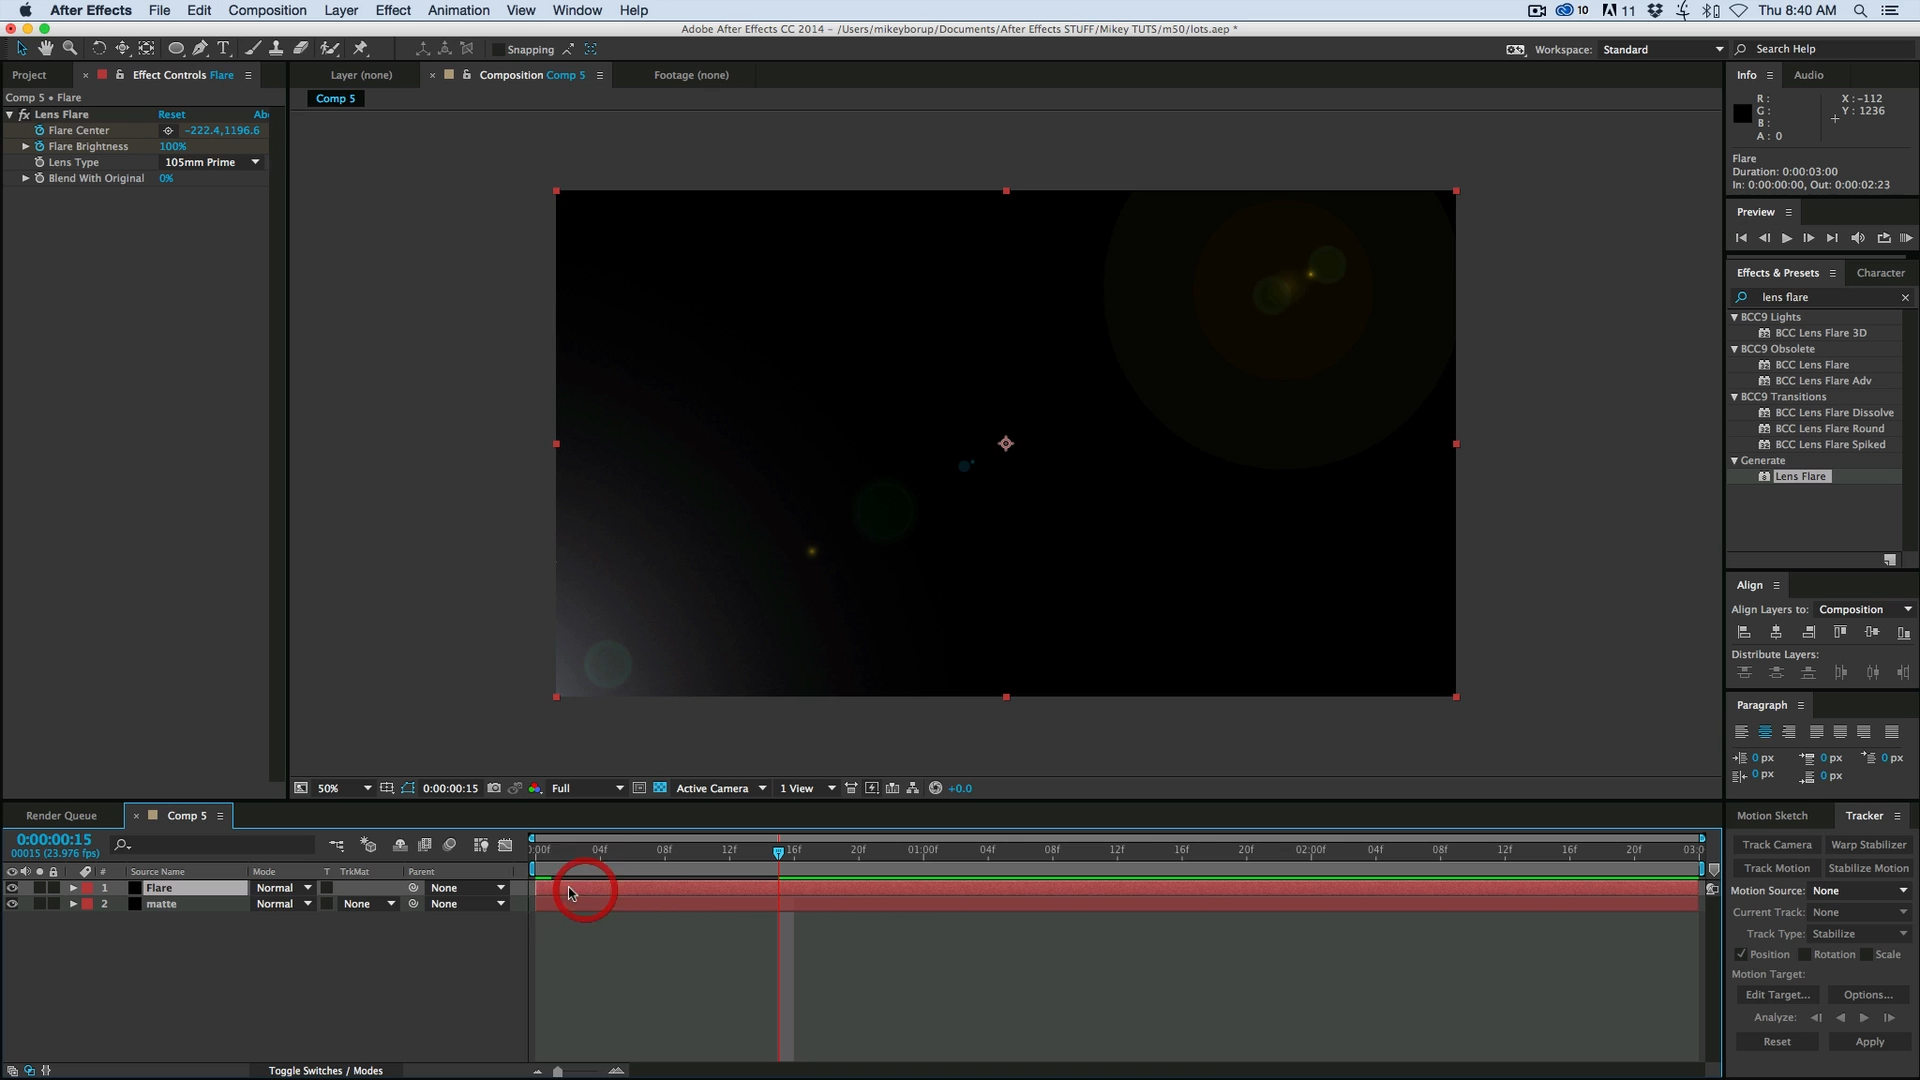 After Effects File Edit Composition Layer Effect Animation View Window Help 10 11 Thu 8:40 AM
Adobe After Effects CC 2014 - /Users/mikeyborup/Documents/After Effects STUFF/Mikey TUTS/m50/lots.aep *
Snapping Workspace: Standard Search Help
Project Effect Controls Flare Layer (none) Composition Comp 5 Footage (none) Info Audio
Comp 5 • Flare
Comp 5
Lens Flare Reset Ab
Flare Center -222.4,1196.6
Flare Brightness 100%
Lens Type 105mm Prime
Blend With Original 0%
R: X: -112
G: Y: 1236
B:
A: 0
Flare
Duration: 0:00:03:00
In: 0:00:00:00, Out: 0:00:02:23
Preview
Effects & Presets Character
lens flare
BCC9 Lights
BCC Lens Flare 3D
BCC9 Obsolete
BCC Lens Flare
BCC Lens Flare Adv
BCC9 Transitions
BCC Lens Flare Dissolve
BCC Lens Flare Round
BCC Lens Flare Spiked
Generate
Lens Flare
Align
Align Layers to: Composition
Distribute Layers:
Paragraph
0 px 0 px 0 px
0 px 0 px
50% 0:00:00:15 Full Active Camera 1 View +0.0
Render Queue Comp 5 Motion Sketch Tracker
0:00:00:15
00015 (23.976 fps)
:00f 04f 08f 12f 16f 20f 01:00f 04f 08f 12f 16f 20f 02:00f 04f 08f 12f 16f 20f 03:0
# Source Name Mode T TrkMat Parent
1 Flare Normal None
2 matte Normal None None
Track Camera Warp Stabilizer
Track Motion Stabilize Motion
Motion Source: None
Current Track: None
Track Type: Stabilize
Position Rotation Scale
Motion Target:
Edit Target... Options...
Analyze:
Reset Apply
Toggle Switches / Modes